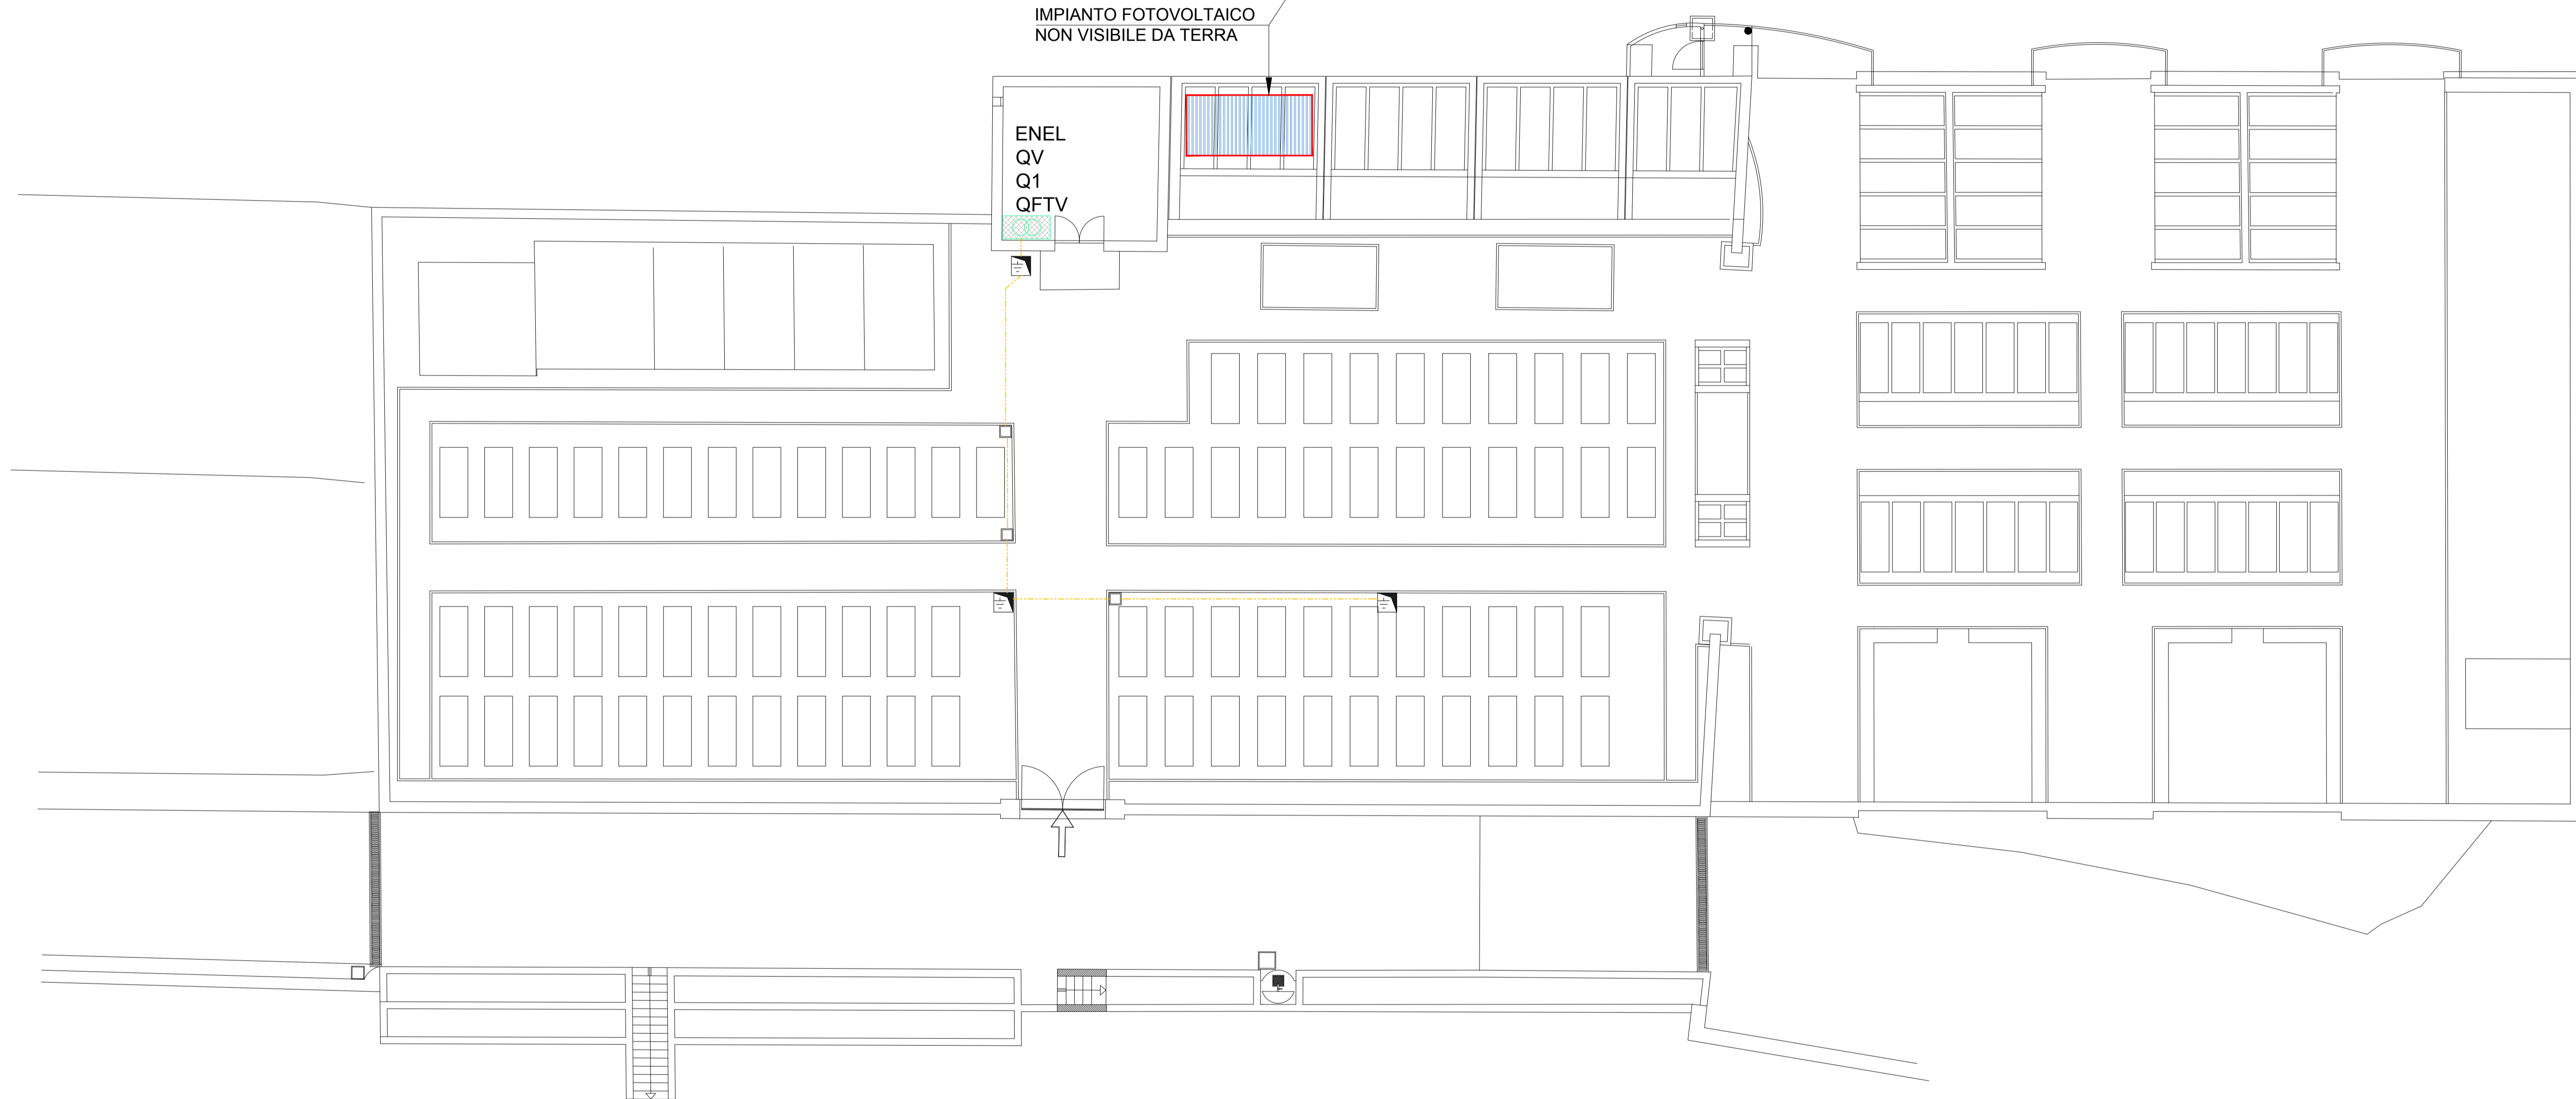 IMPIANTO FOTOVOLTAICO
NON VISIBILE DA TERRA
ENEL
QV
Q1
QFTV